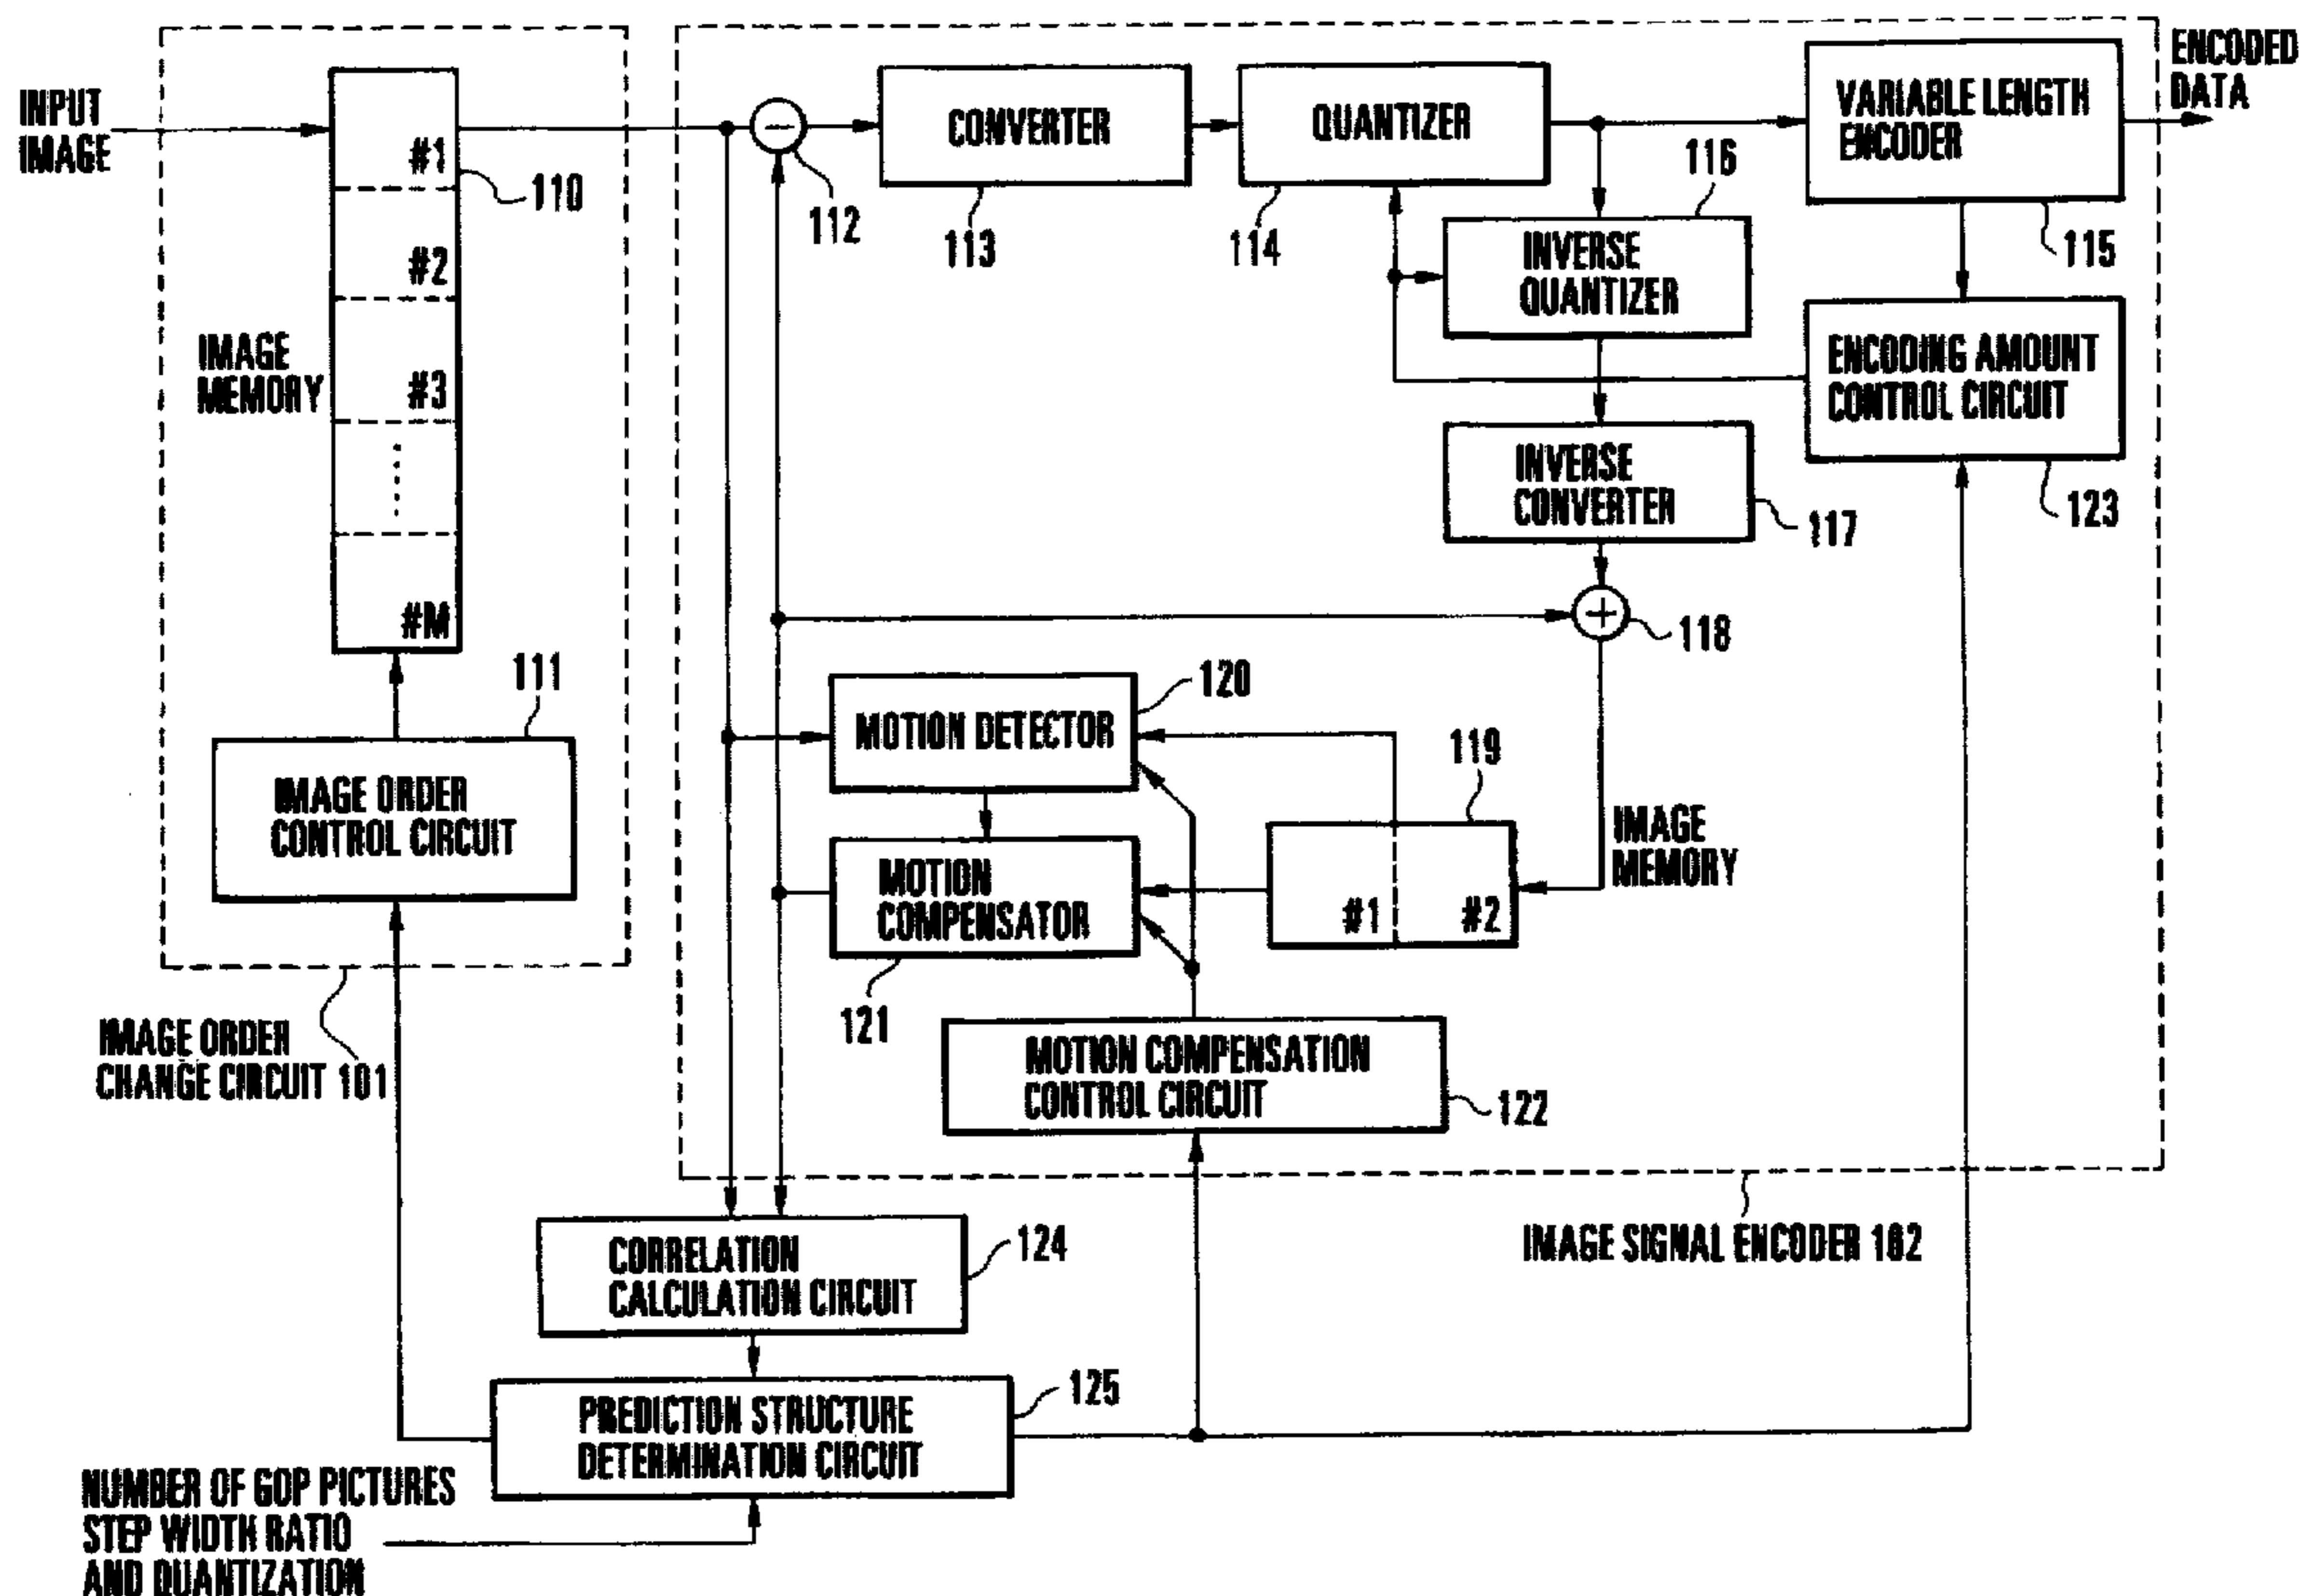 INPUT
IMAGE
#1
110
#2
IMAGE
MEMORY
#3
#M
111
IMAGE ORDER
CONTROL CIRCUIT
IMAGE ORDER
CHANGE CIRCUIT 101
112
CONVERTER
113
QUANTIZER
114
116
INVERSE
QUANTIZER
VARIABLE LENGTH
ENCODER
115
ENCODED
DATA
ENCODING AMOUNT
CONTROL CIRCUIT
123
INVERSE
CONVERTER
117
118
120
MOTION DETECTOR
119
IMAGE
MEMORY
#1
#2
MOTION
COMPENSATOR
121
MOTION COMPENSATION
CONTROL CIRCUIT
122
IMAGE SIGNAL ENCODER 102
CORRELATION
CALCULATION CIRCUIT
124
PREDICTION STRUCTURE
DETERMINATION CIRCUIT
125
NUMBER OF GOP PICTURES
STEP WIDTH RATIO
AND QUANTIZATION